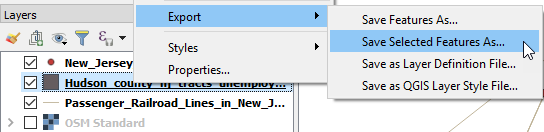 Export
Save Features As...
Layers
Save Selected Features As...
Styles
Save as Layer Definition File...
New_Jersey
Properties...
Save as QGIS Layer Style File...
Hudson_county_nj_tracts_unemploy...
Passenger_Railroad_Lines_in_New_J...
OSM Standard